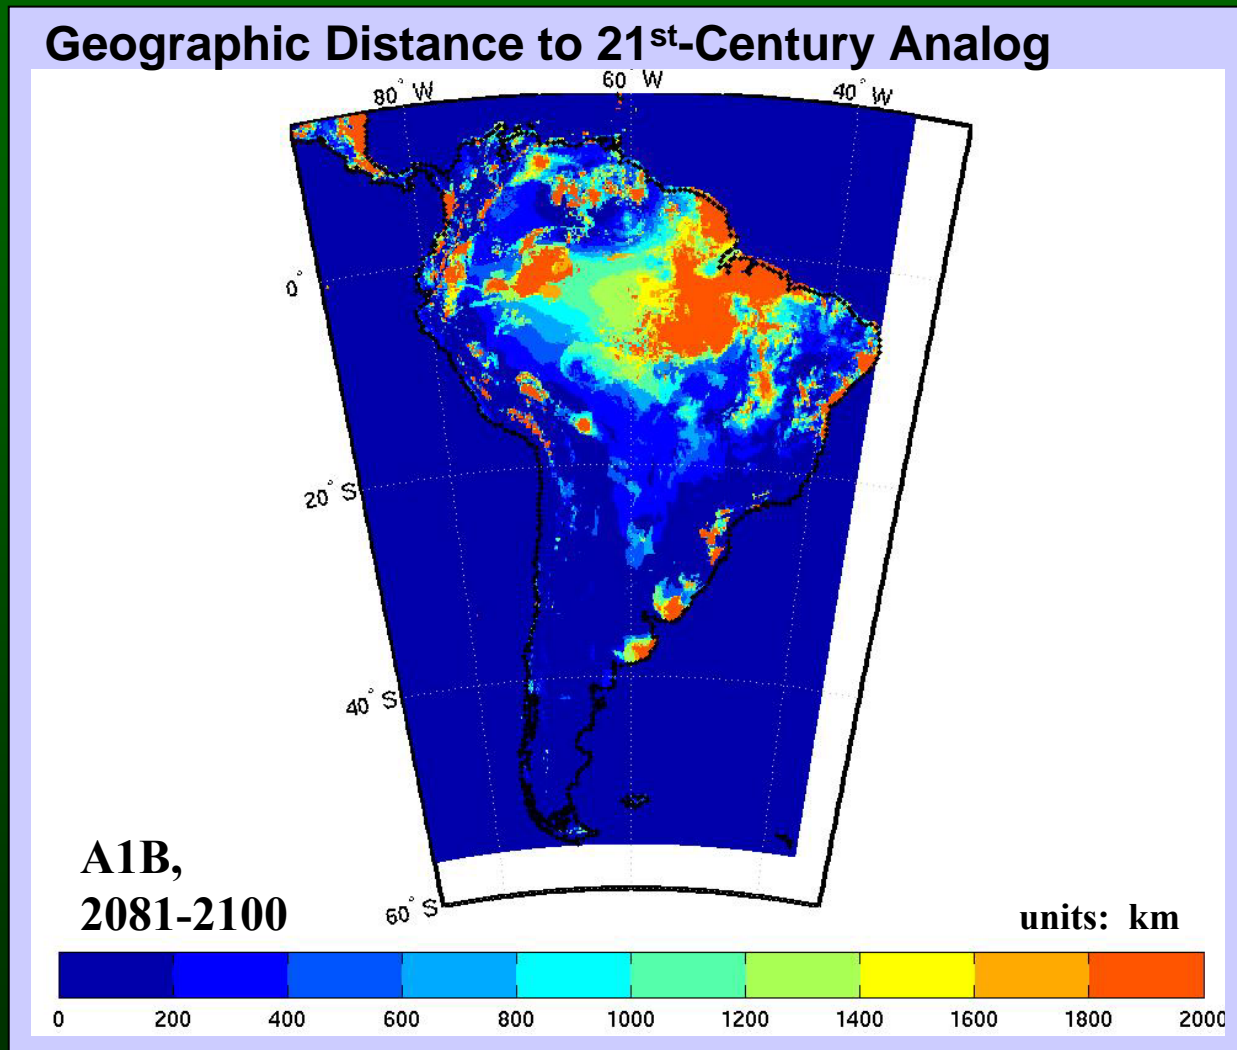 Geographic Distance to 21st-Century Analog
80° W
60° W
40° W
0°
20° S
40° S
60° S
A1B,
2081-2100
units: km
0 200 400 600 800 1000 1200 1400 1600 1800 2000